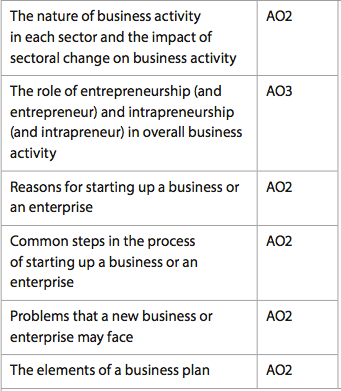 The nature of business activity AO2
in each sector and the impact of
sectoral change on business activity
The role of entrepreneurship (and AO3
entrepreneur) and intrapreneurship
(and intrapreneur) in overall business
activity
Reasons for starting up a business or AO2
an enterprise
Common steps in the process AO2
of starting up a business or an
enterprise
Problems that a new business or AO2
enterprise may face
The elements of a business plan AO2